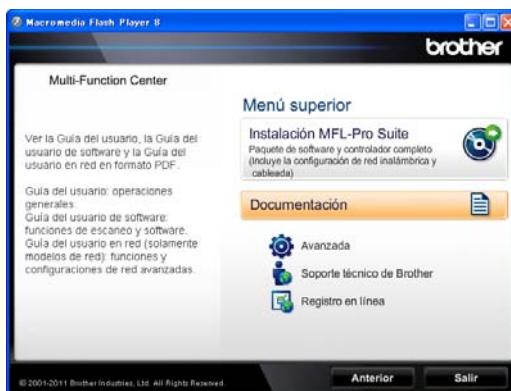 Macromedia Flash Player 8
brother
Multi-Function Center
Ver la Guía del usuario, la Guía del
usuario de software y la Guía del
usuario en red en formato PDF.
Guía del usuario: operaciones
generales.
Guía del usuario de software:
funciones de escaneo y software.
Guía del usuario en red (solamente
modelos de red): funciones y
configuraciones de red avanzadas.
Menú superior
Instalación MFL-Pro Suite
Paquete de software y controlador completo
(Incluye la configuración de red inalámbrica y
cableada)
Documentación
Avanzada
Soporte técnico de Brother
Registro en línea
© 2001-2011 Brother Industries, Ltd. All Rights Reserved.
Anterior
Salir